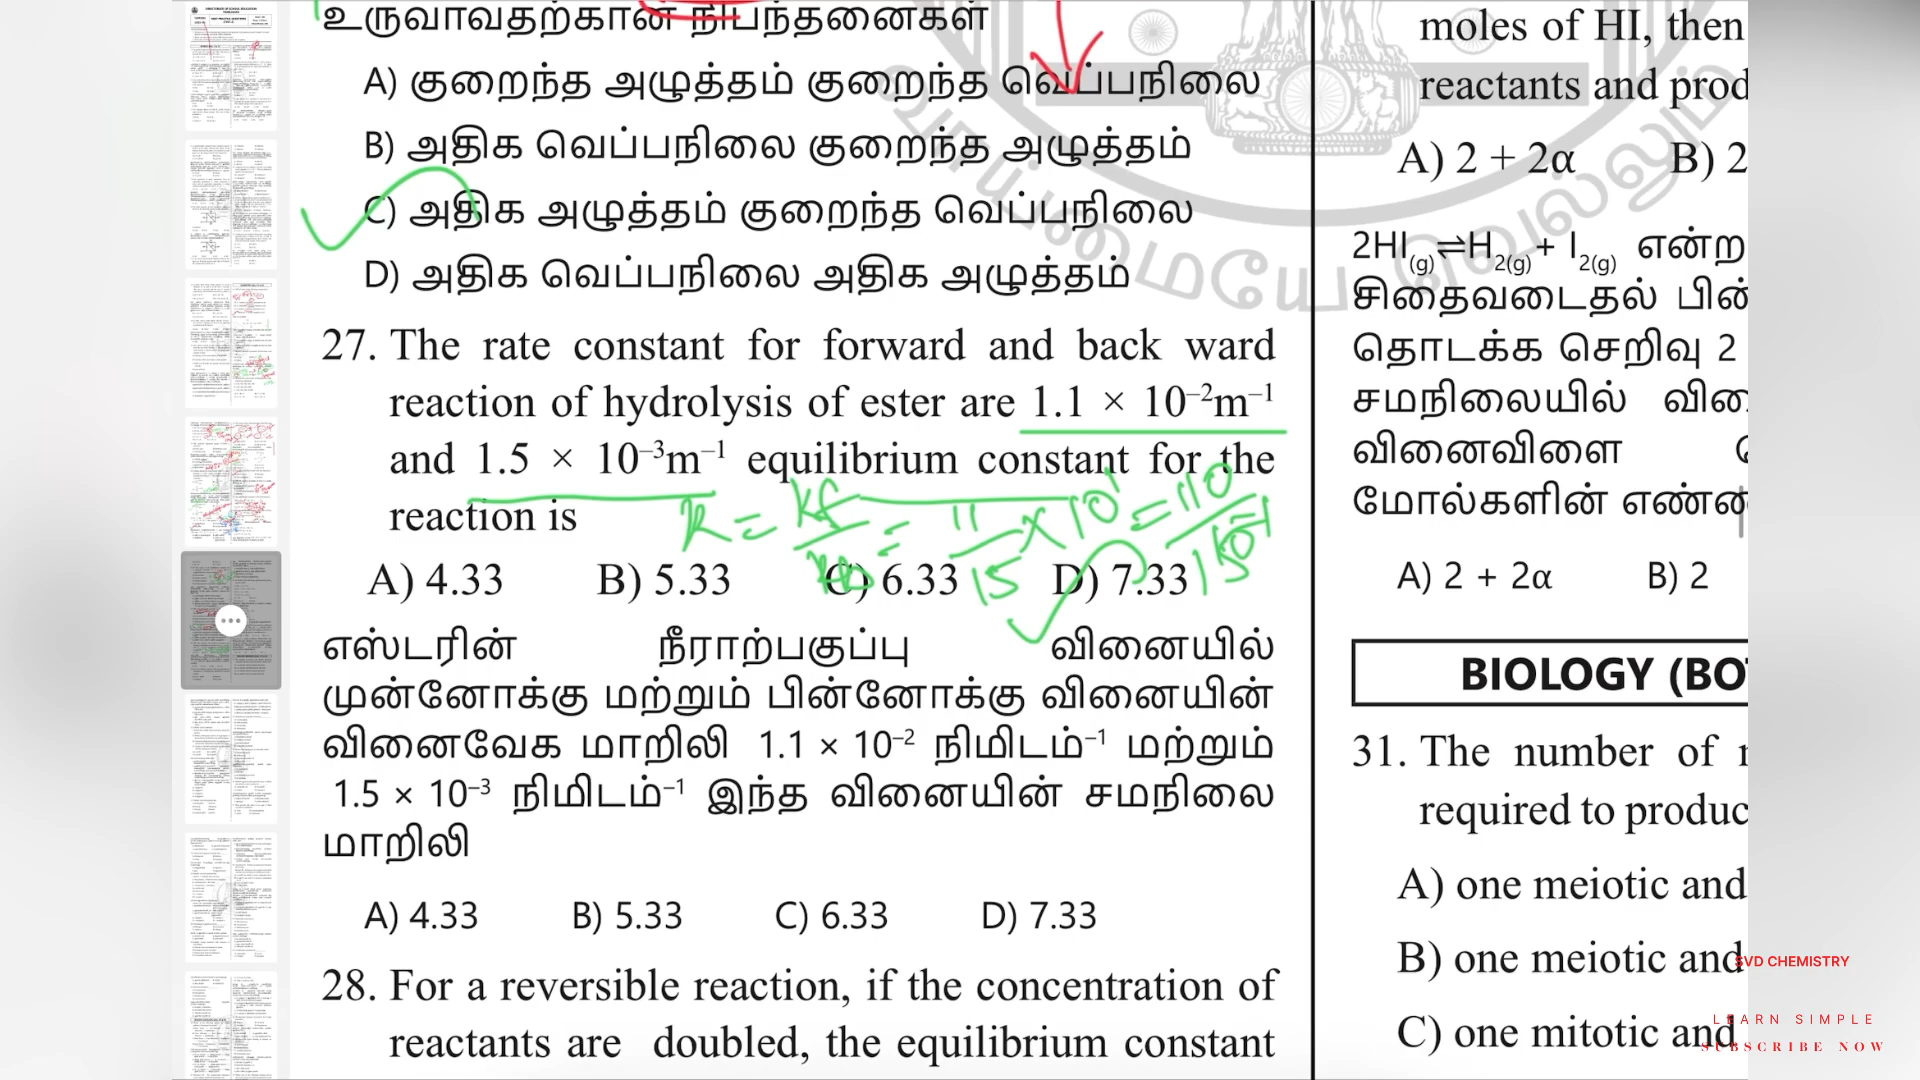 உருவாவதற்கான நிபந்தனைகள்
A) குறைந்த அழுத்தம் குறைந்த வெப்பநிலை
B) அதிக வெப்பநிலை குறைந்த அழுத்தம்
C) அதிக அழுத்தம் குறைந்த வெப்பநிலை
D) அதிக வெப்பநிலை அதிக அழுத்தம்
27. The rate constant for forward and back ward
reaction of hydrolysis of ester are 1.1 × 10⁻²m⁻¹
and 1.5 × 10⁻³m⁻¹ equilibrium constant for the
reaction is
K = Kf/Kb = 11/15 × 10¹ = 110/15
A) 4.33 B) 5.33 C) 6.33 D) 7.33
எஸ்டரின் நீராற்பகுப்பு வினையில்
முன்னோக்கு மற்றும் பின்னோக்கு வினையின்
வினைவேக மாறிலி 1.1 × 10⁻² நிமிடம்⁻¹ மற்றும்
1.5 × 10⁻³ நிமிடம்⁻¹ இந்த வினையின் சமநிலை
மாறிலி
A) 4.33 B) 5.33 C) 6.33 D) 7.33
28. For a reversible reaction, if the concentration of
reactants are doubled, the equilibrium constant
moles of HI, then
reactants and prod
A) 2 + 2α B) 2
2HI(g) ⇌ H2(g) + I2(g) என்ற
சிதைவடைதல் பின்
தொடக்க செறிவு 2
சமநிலையில் வினை
வினைவிளை
மோல்களின் எண்
A) 2 + 2α B) 2
BIOLOGY (BO
31. The number of
required to produc
A) one meiotic and
B) one meiotic and
C) one mitotic and
SVD CHEMISTRY
LEARN SIMPLE
SUBSCRIBE NOW